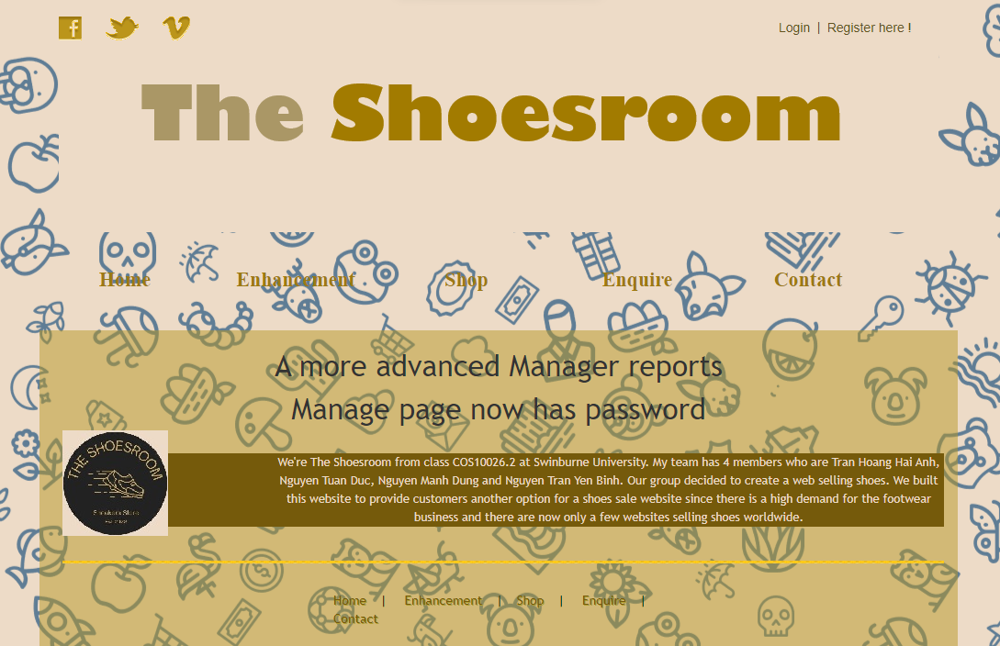 Login | Register here !
The Shoesroom
Home Enhancement Shop Enquire Contact
A more advanced Manager reports
Manage page now has password
THE SHOESROOM
Sneakers Store
We're The Shoesroom from class COS10026.2 at Swinburne University. My team has 4 members who are Tran Hoang Hai Anh,
Nguyen Tuan Duc, Nguyen Manh Dung and Nguyen Tran Yen Binh. Our group decided to create a web selling shoes. We built
this website to provide customers another option for a shoes sale website since there is a high demand for the footwear
business and there are now only a few websites selling shoes worldwide.
Home | Enhancement | Shop | Enquire |
Contact